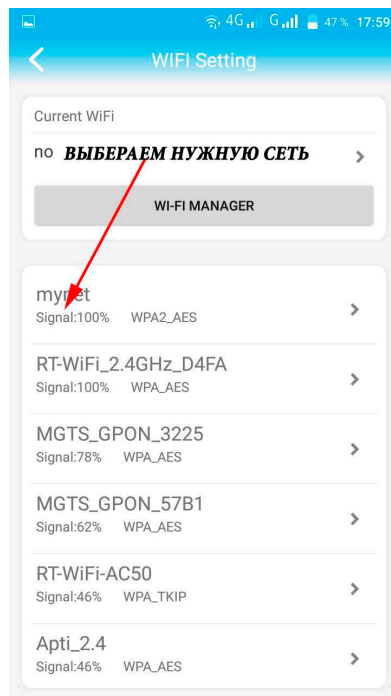 4G G 47% 17:59
WIFI Setting
Current WiFi
no ВЫБЕРАЕМ НУЖНУЮ СЕТЬ
WI-FI MANAGER
mynet
Signal:100% WPA2_AES
RT-WiFi_2.4GHz_D4FA
Signal:100% WPA_AES
MGTS_GPON_3225
Signal:78% WPA_AES
MGTS_GPON_57B1
Signal:62% WPA_AES
RT-WiFi-AC50
Signal:46% WPA_TKIP
Apti_2.4
Signal:46% WPA_AES